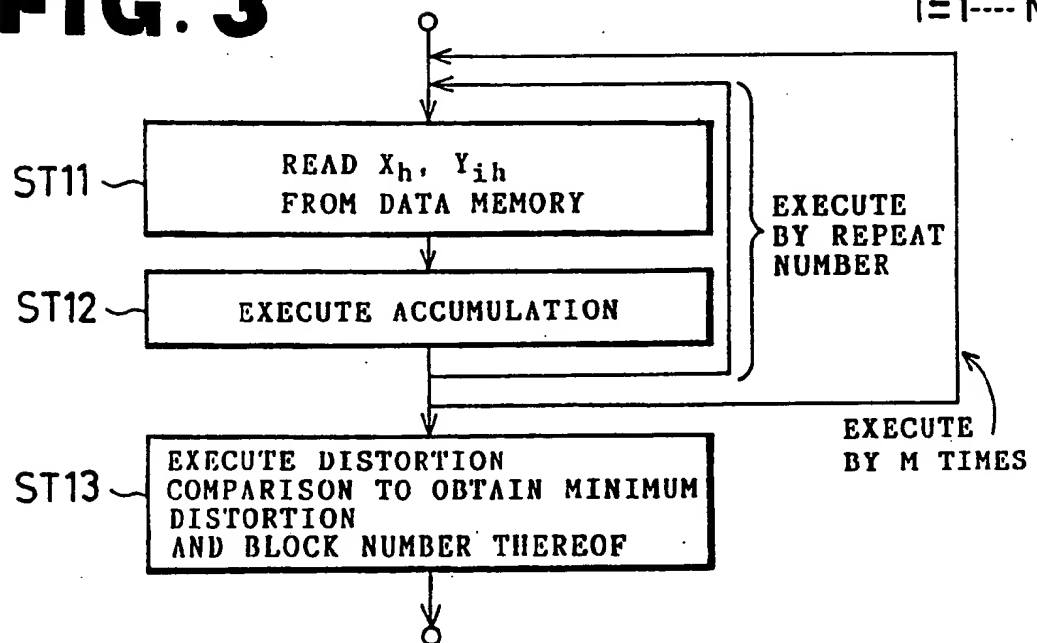 FIG. 3
ST11
READ Xh, Yih
FROM DATA MEMORY
EXECUTE
BY REPEAT
NUMBER
ST12
EXECUTE ACCUMULATION
EXECUTE
BY M TIMES
ST13
EXECUTE DISTORTION
COMPARISON TO OBTAIN MINIMUM
DISTORTION
AND BLOCK NUMBER THEREOF